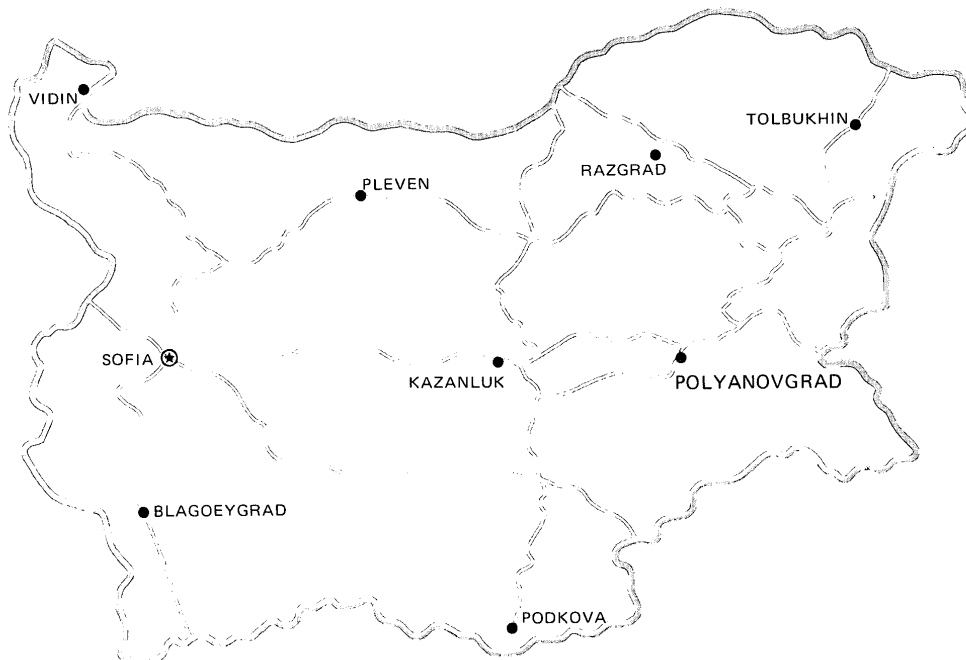 VIDIN
TOLBUKHIN
RAZGRAD
PLEVEN
SOFIA
KAZANLUK
POLYANOVGRAD
BLAGOEYGRAD
PODKOVA